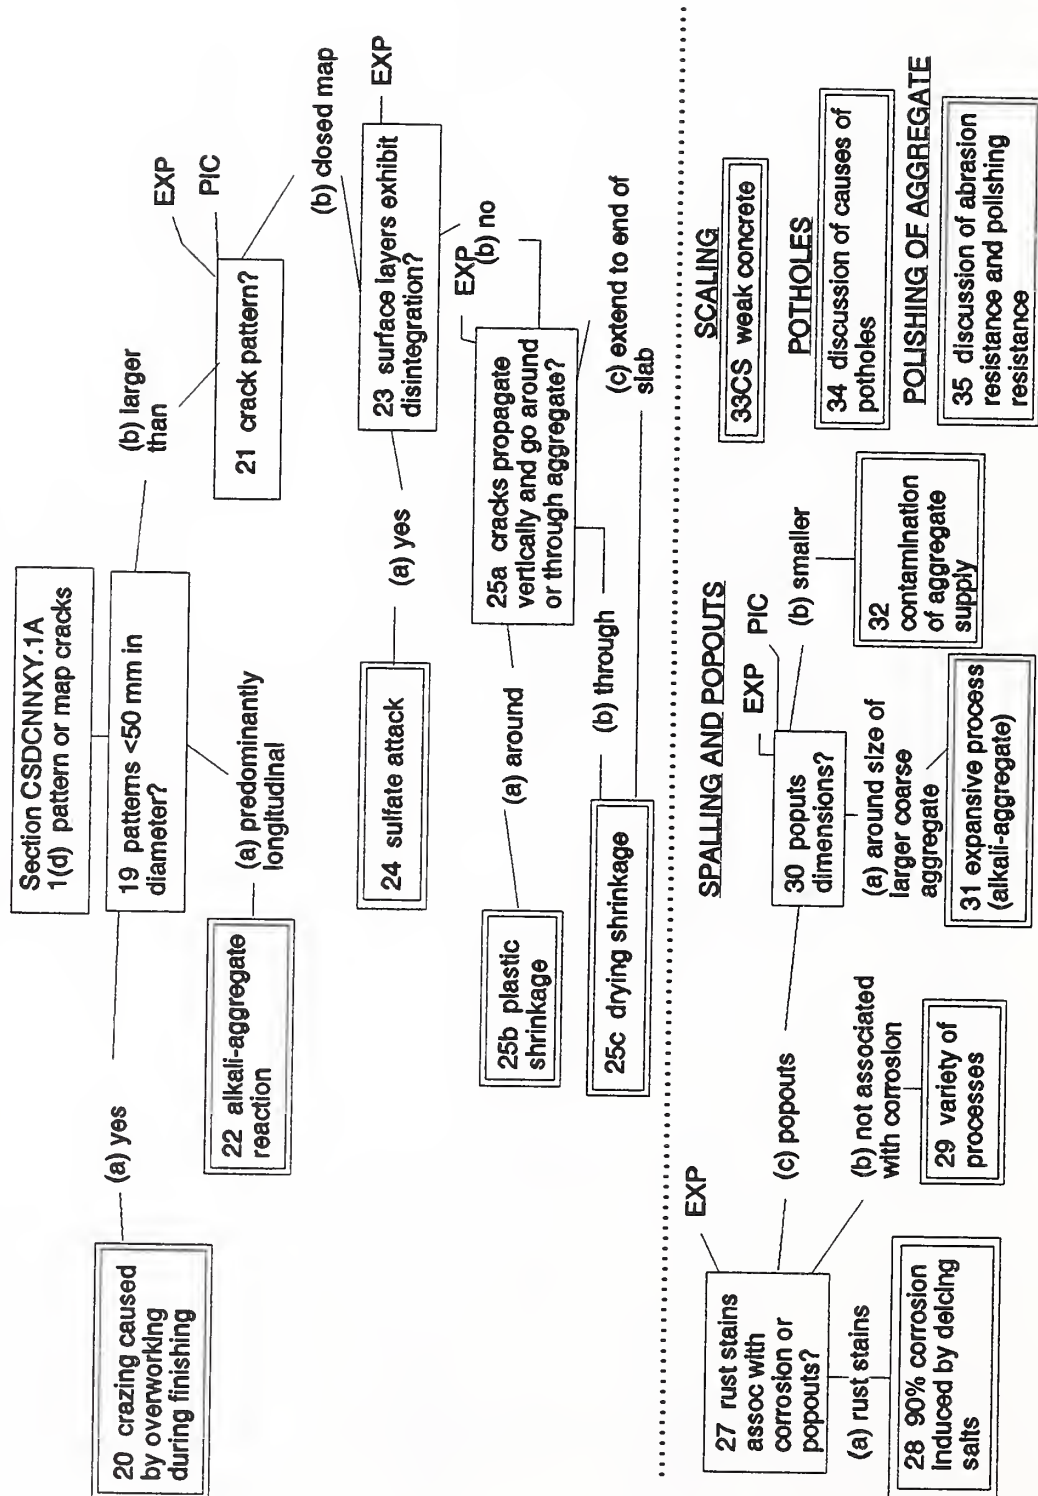 Section CSDCNNXY.1A
1(d) pattern or map cracks
19 patterns <50 mm in
diameter?
(a) yes
20 crazing caused
by overworking
during finishing
(b) larger
than
EXP
PIC
21 crack pattern?
(a) predominantly
longitudinal
22 alkali-aggregate
reaction
(b) closed map
23 surface layers exhibit
disintegration?
EXP
(a) yes
24 sulfate attack
(b) no
EXP
25a cracks propagate
vertically and go around
or through aggregate?
(a) around
25b plastic
shrinkage
(b) through
(c) extend to end of
slab
25c drying shrinkage
SPALLING AND POPOUTS
EXP
27 rust stains
assoc with
corrosion or
popouts?
(a) rust stains
28 90% corrosion
induced by deicing
salts
(b) not associated
with corrosion
29 variety of
processes
(c) popouts
EXP
PIC
30 poputs
dimensions?
(a) around size of
larger coarse
aggregate
31 expansive process
(alkali-aggregate)
(b) smaller
32
contamination
of aggregate
supply
SCALING
33CS weak concrete
POTHOLES
34 discussion of causes of
potholes
POLISHING OF AGGREGATE
35 discussion of abrasion
resistance and polishing
resistance